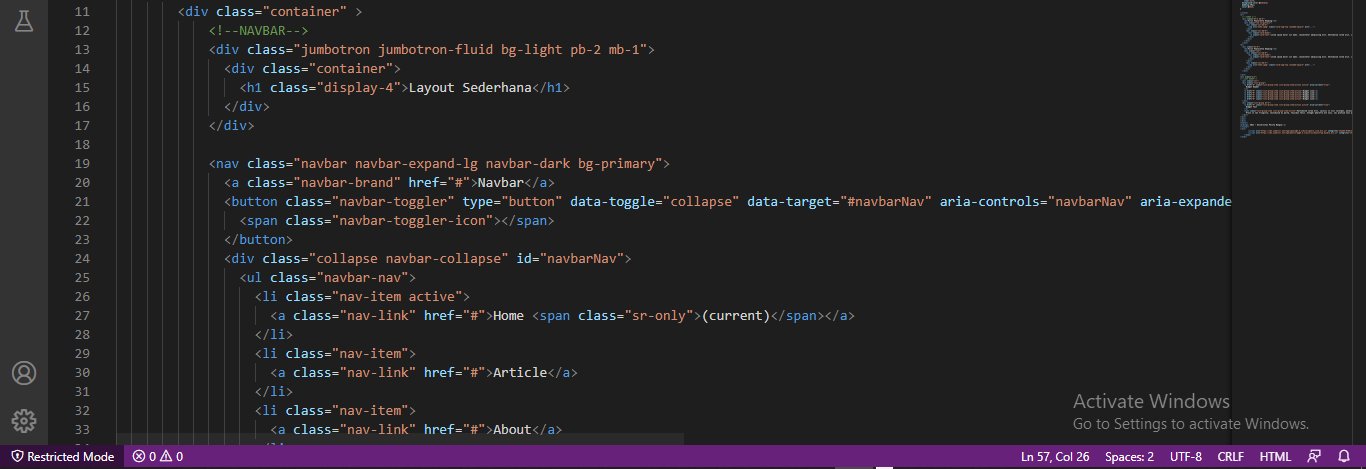 11 <div class="container" >
12 <!--NAVBAR-->
13 <div class="jumbotron jumbotron-fluid bg-light pb-2 mb-1">
14 <div class="container">
15 <h1 class="display-4">Layout Sederhana</h1>
16 </div>
17 </div>
18
19 <nav class="navbar navbar-expand-lg navbar-dark bg-primary">
20 <a class="navbar-brand" href="#">Navbar</a>
21 <button class="navbar-toggler" type="button" data-toggle="collapse" data-target="#navbarNav" aria-controls="navbarNav" aria-expande
22 <span class="navbar-toggler-icon"></span>
23 </button>
24 <div class="collapse navbar-collapse" id="navbarNav">
25 <ul class="navbar-nav">
26 <li class="nav-item active">
27 <a class="nav-link" href="#">Home <span class="sr-only">(current)</span></a>
28 </li>
29 <li class="nav-item">
30 <a class="nav-link" href="#">Article</a>
31 </li>
32 <li class="nav-item">
33 <a class="nav-link" href="#">About</a>
Activate Windows
Go to Settings to activate Windows.
Restricted Mode 0 0 Ln 57, Col 26 Spaces: 2 UTF-8 CRLF HTML